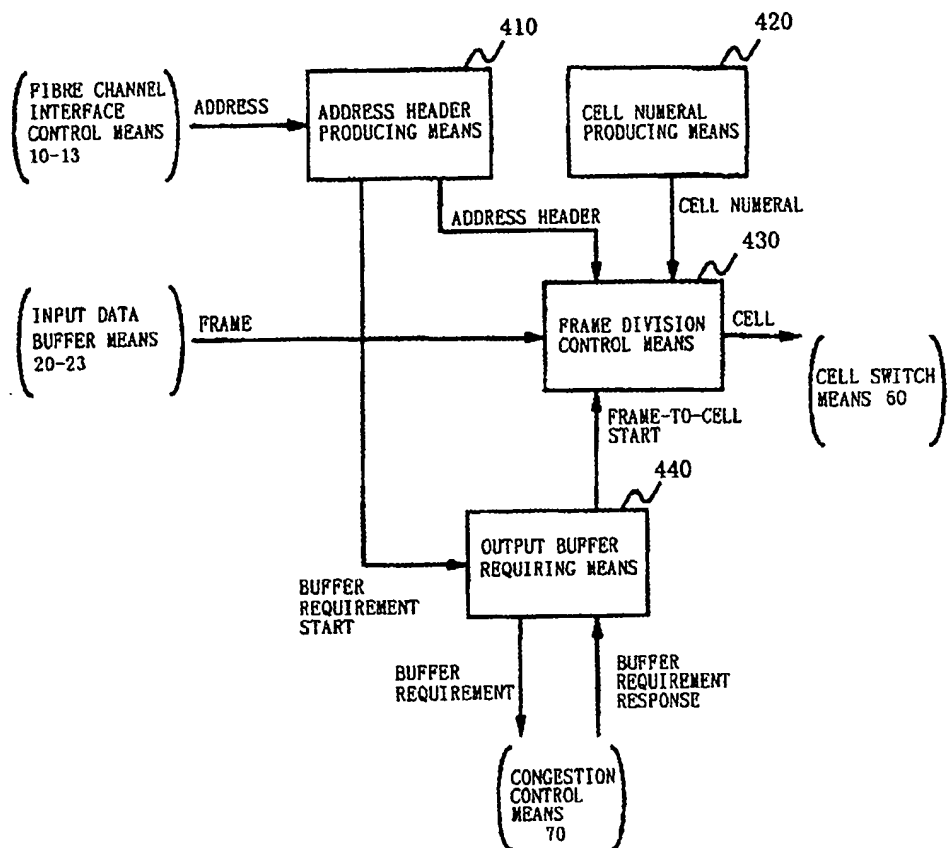 410
420
FIBRE CHANNEL
INTERFACE
CONTROL MEANS
10-13
ADDRESS
ADDRESS HEADER
PRODUCING MEANS
CELL NUMERAL
PRODUCING MEANS
ADDRESS HEADER
CELL NUMERAL
430
INPUT DATA
BUFFER MEANS
20-23
FRAME
FRAME DIVISION
CONTROL MEANS
CELL
CELL SWITCH
MEANS 60
FRAME-TO-CELL
START
440
OUTPUT BUFFER
REQUIRING MEANS
BUFFER
REQUIREMENT
START
BUFFER
REQUIREMENT
BUFFER
REQUIREMENT
RESPONSE
CONGESTION
CONTROL
MEANS
70